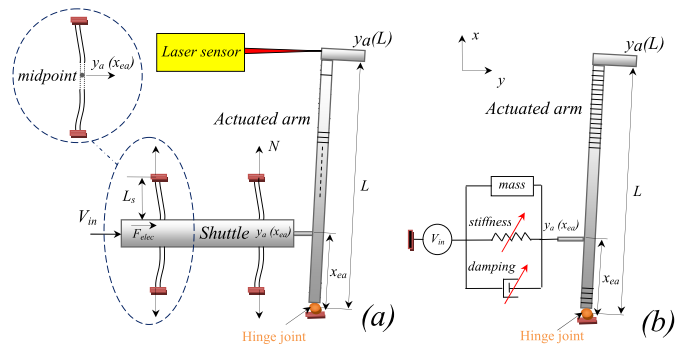 midpoint
yₐ (xₑₐ)
Laser sensor
yₐ(L)
Actuated arm
N
Lₛ
L
Vᵢₙ
F_elec
Shuttle
yₐ (xₑₐ)
xₑₐ
Hinge joint
(a)
x
y
yₐ(L)
Actuated arm
mass
L
stiffness
yₐ (xₑₐ)
Vᵢₙ
damping
xₑₐ
Hinge joint
(b)